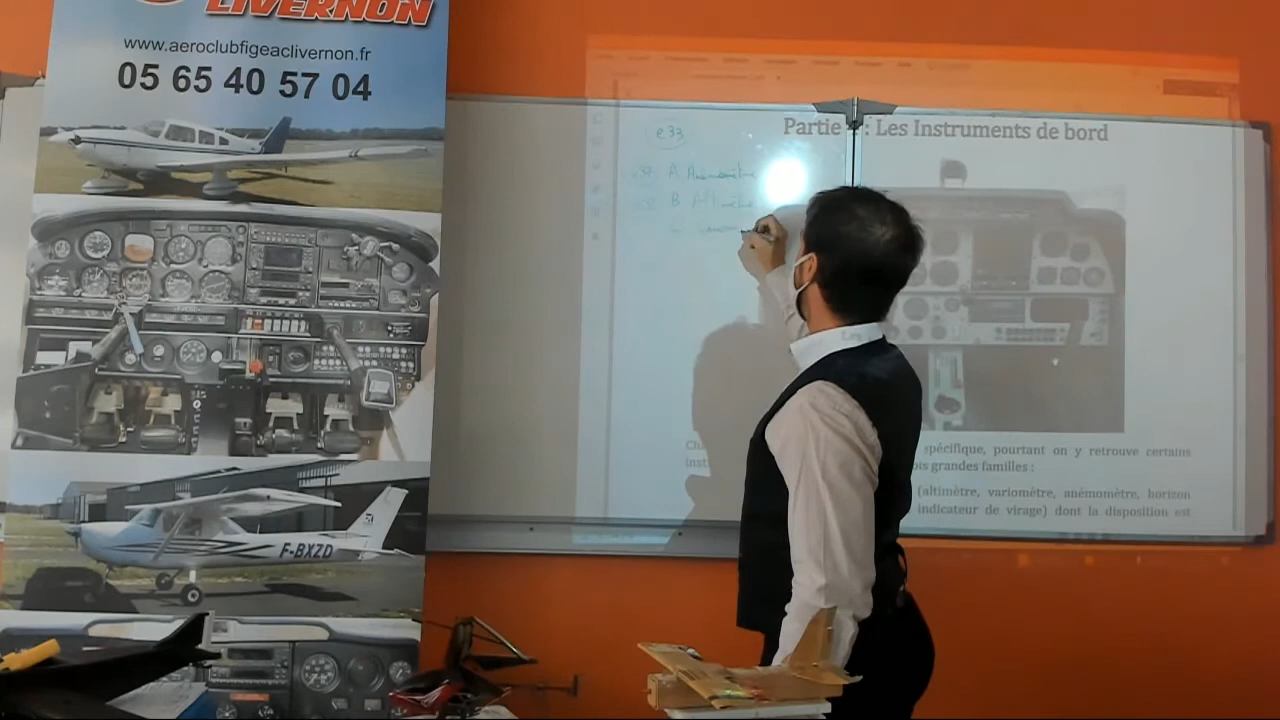 LIVERNON
www.aeroclubfigeaclivernon.fr
05 65 40 57 04
F-BXZD
e.33
A Anémomètre
B Altimètre
Partie : Les Instruments de bord
spécifique, pourtant on y retrouve certains
grandes familles :
(altimètre, variomètre, anémomètre, horizon
indicateur de virage) dont la disposition est